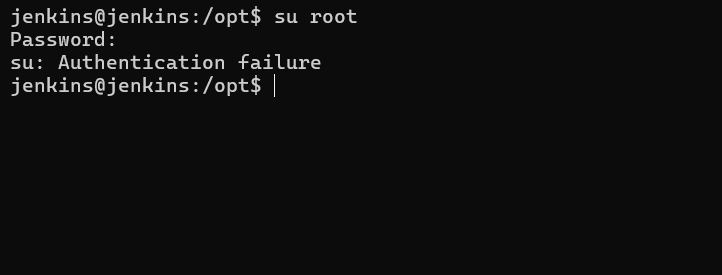 jenkins@jenkins:/opt$ su root
Password:
su: Authentication failure
jenkins@jenkins:/opt$